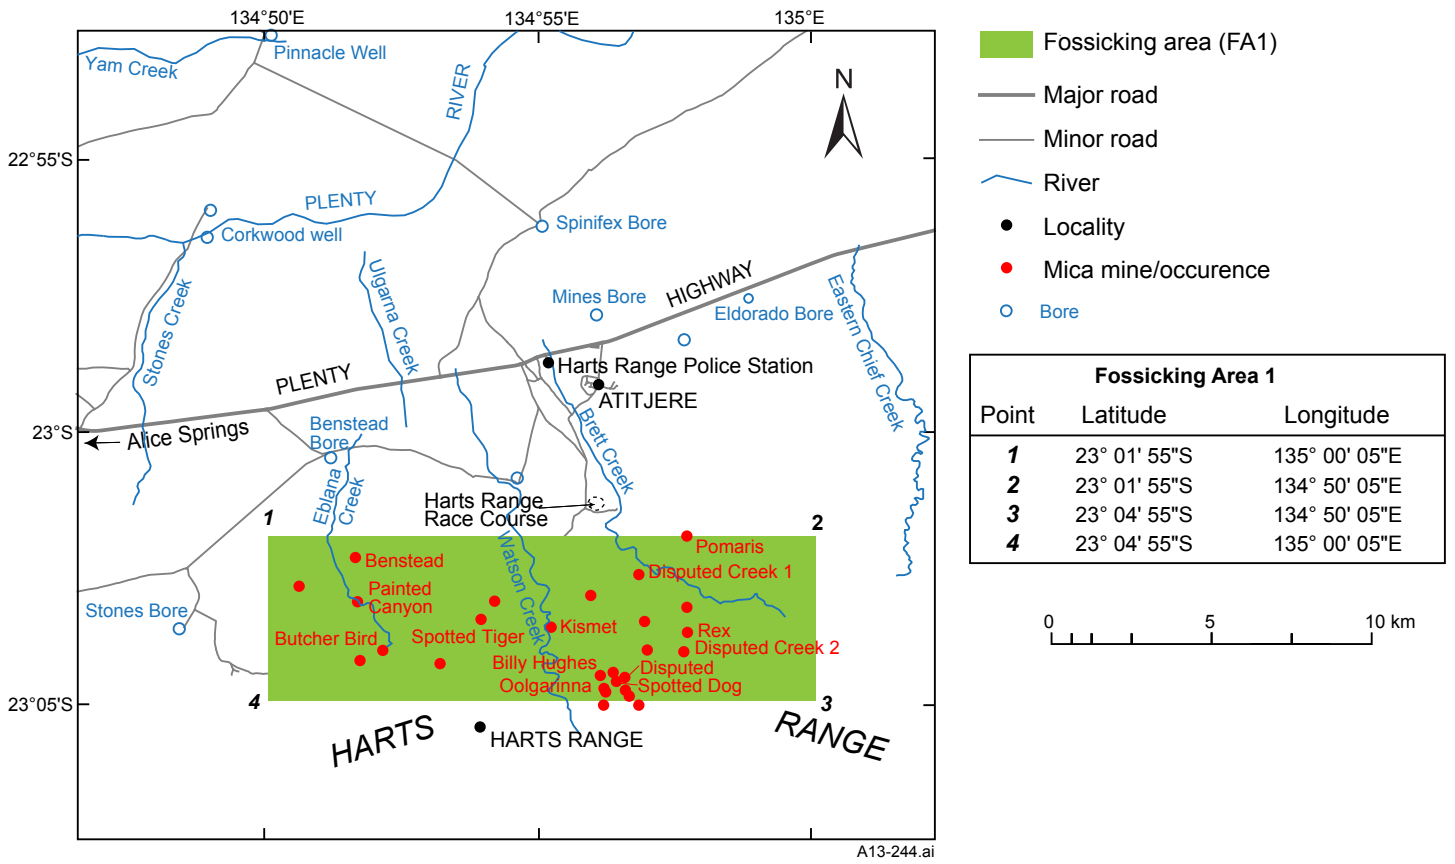 134°50'E
134°55'E
135°E
22°55'S
23°S
23°05'S
Yam Creek
Pinnacle Well
RIVER
PLENTY
Corkwood well
Spinifex Bore
Stones Creek
Ulgarna Creek
Mines Bore
HIGHWAY
Eldorado Bore
Eastern Chief Creek
PLENTY
Harts Range Police Station
ATITJERE
Alice Springs
Benstead
Bore
Brett Creek
Eblana
Creek
Harts Range
Race Course
Watson Creek
1
2
Pomaris
Benstead
Disputed Creek 1
Painted
Canyon
Stones Bore
Butcher Bird
Spotted Tiger
Kismet
Rex
Disputed Creek 2
Billy Hughes
Disputed
Oolgarinna
Spotted Dog
4
3
HARTS
RANGE
HARTS RANGE
N
A13-244.ai
Fossicking area (FA1)
Major road
Minor road
River
Locality
Mica mine/occurence
Bore
Fossicking Area 1
Point Latitude Longitude
1 23° 01' 55"S 135° 00' 05"E
2 23° 01' 55"S 134° 50' 05"E
3 23° 04' 55"S 134° 50' 05"E
4 23° 04' 55"S 135° 00' 05"E
0 5 10 km